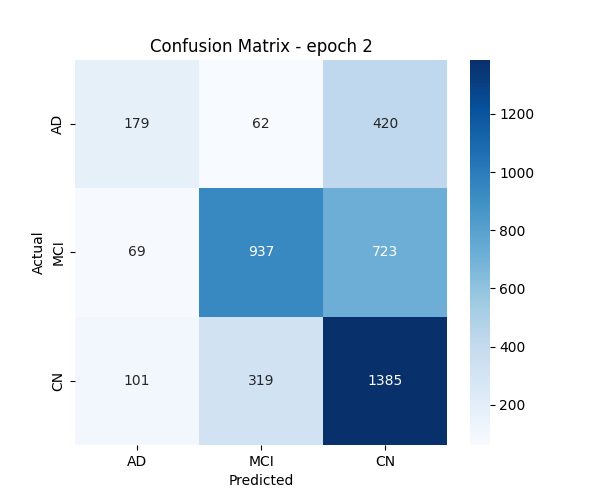 Confusion Matrix - epoch 2
AD
179
62
420
Actual
MCI
69
937
723
CN
101
319
1385
AD
MCI
CN
Predicted
1200
1000
800
600
400
200